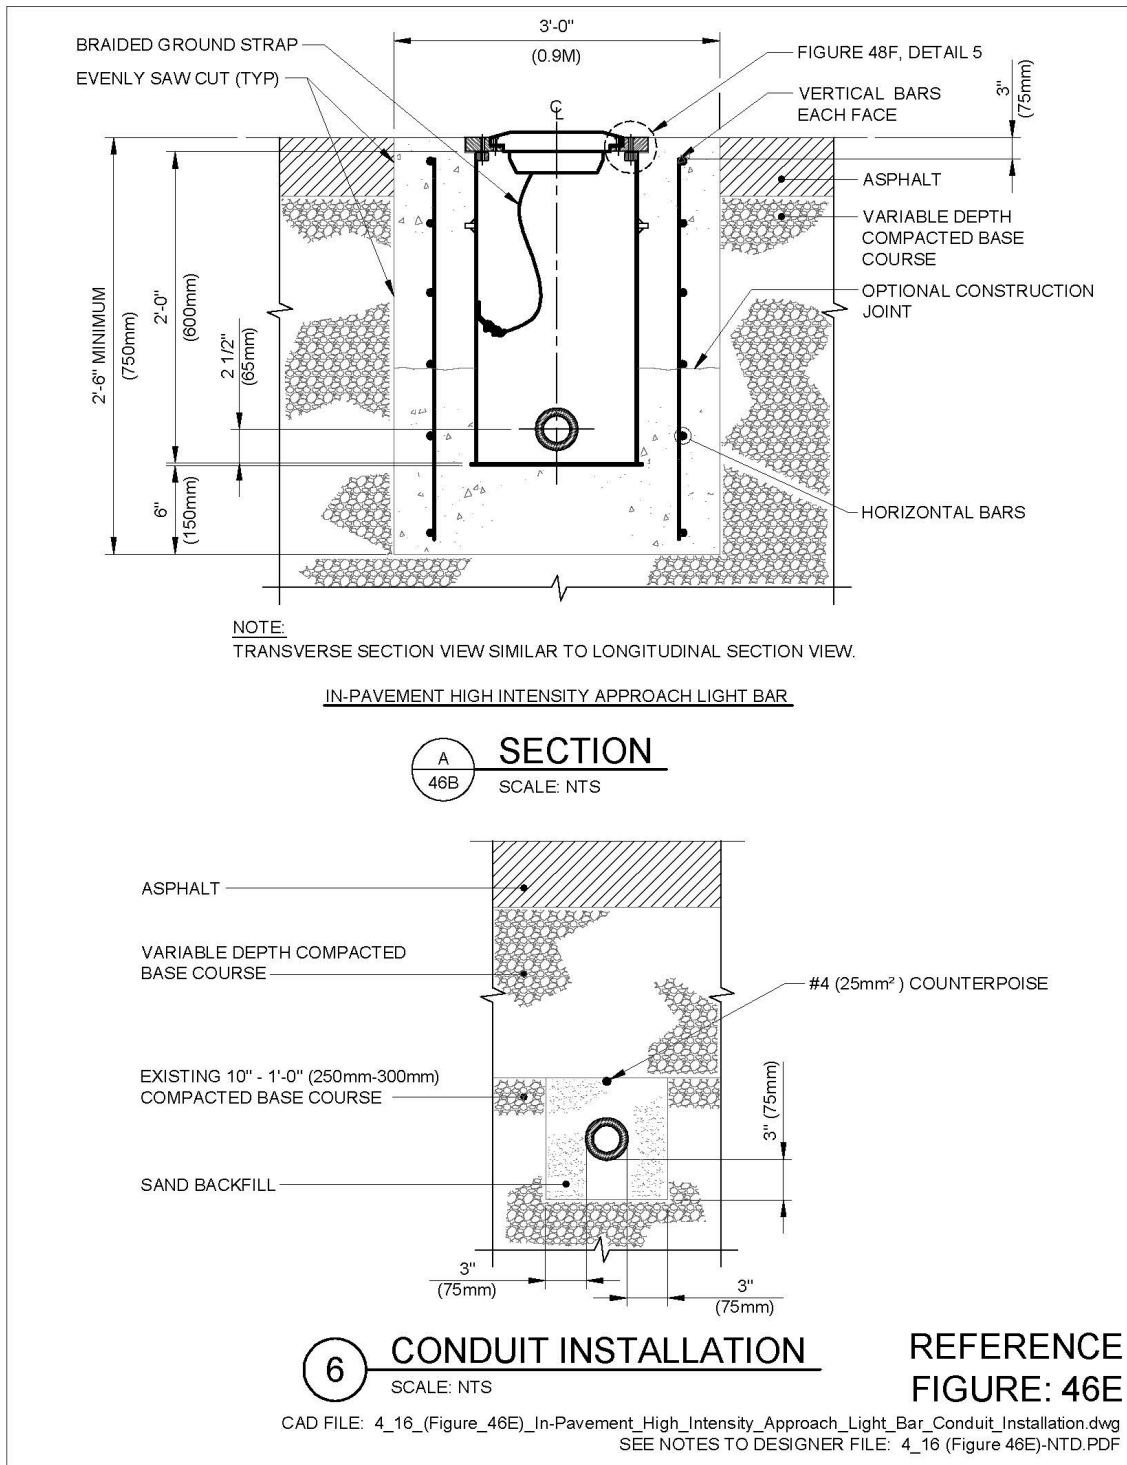 3'-0"
(0.9M)
BRAIDED GROUND STRAP
EVENLY SAW CUT (TYP)
FIGURE 48F, DETAIL 5
VERTICAL BARS
EACH FACE
3"
(75mm)
℄
ASPHALT
VARIABLE DEPTH
COMPACTED BASE
COURSE
OPTIONAL CONSTRUCTION
JOINT
2'-6" MINIMUM
(750mm)
2'-0"
(600mm)
2 1/2"
(65mm)
6"
(150mm)
HORIZONTAL BARS
NOTE:
TRANSVERSE SECTION VIEW SIMILAR TO LONGITUDINAL SECTION VIEW.
IN-PAVEMENT HIGH INTENSITY APPROACH LIGHT BAR
A
46B
SECTION
SCALE: NTS
ASPHALT
VARIABLE DEPTH COMPACTED
BASE COURSE
#4 (25mm²) COUNTERPOISE
EXISTING 10" - 1'-0" (250mm-300mm)
COMPACTED BASE COURSE
3" (75mm)
SAND BACKFILL
3"
(75mm)
3"
(75mm)
6
CONDUIT INSTALLATION
SCALE: NTS
REFERENCE
FIGURE: 46E
CAD FILE: 4_16_(Figure_46E)_In-Pavement_High_Intensity_Approach_Light_Bar_Conduit_Installation.dwg
SEE NOTES TO DESIGNER FILE: 4_16 (Figure 46E)-NTD.PDF